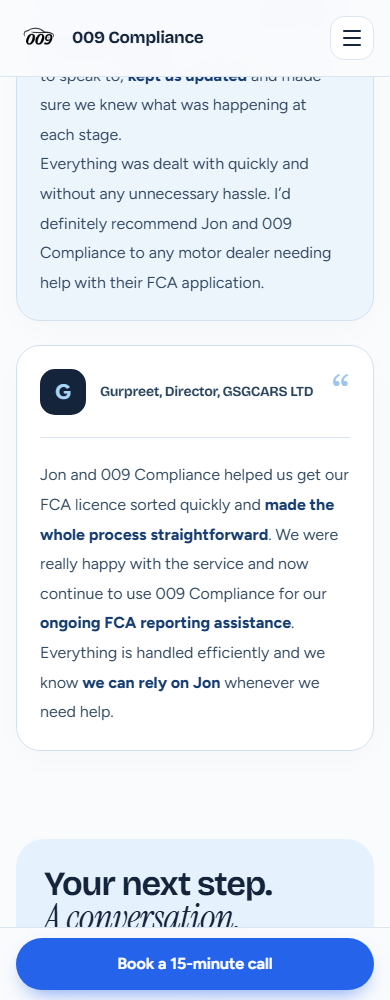 009
009 Compliance
to speak to, kept us updated and made
sure we knew what was happening at
each stage.
Everything was dealt with quickly and
without any unnecessary hassle. I’d
definitely recommend Jon and 009
Compliance to any motor dealer needing
help with their FCA application.
G
Gurpreet, Director, GSGCARS LTD
“
Jon and 009 Compliance helped us get our
FCA licence sorted quickly and made the
whole process straightforward. We were
really happy with the service and now
continue to use 009 Compliance for our
ongoing FCA reporting assistance.
Everything is handled efficiently and we
know we can rely on Jon whenever we
need help.
Your next step.
A conversation.
Book a 15-minute call